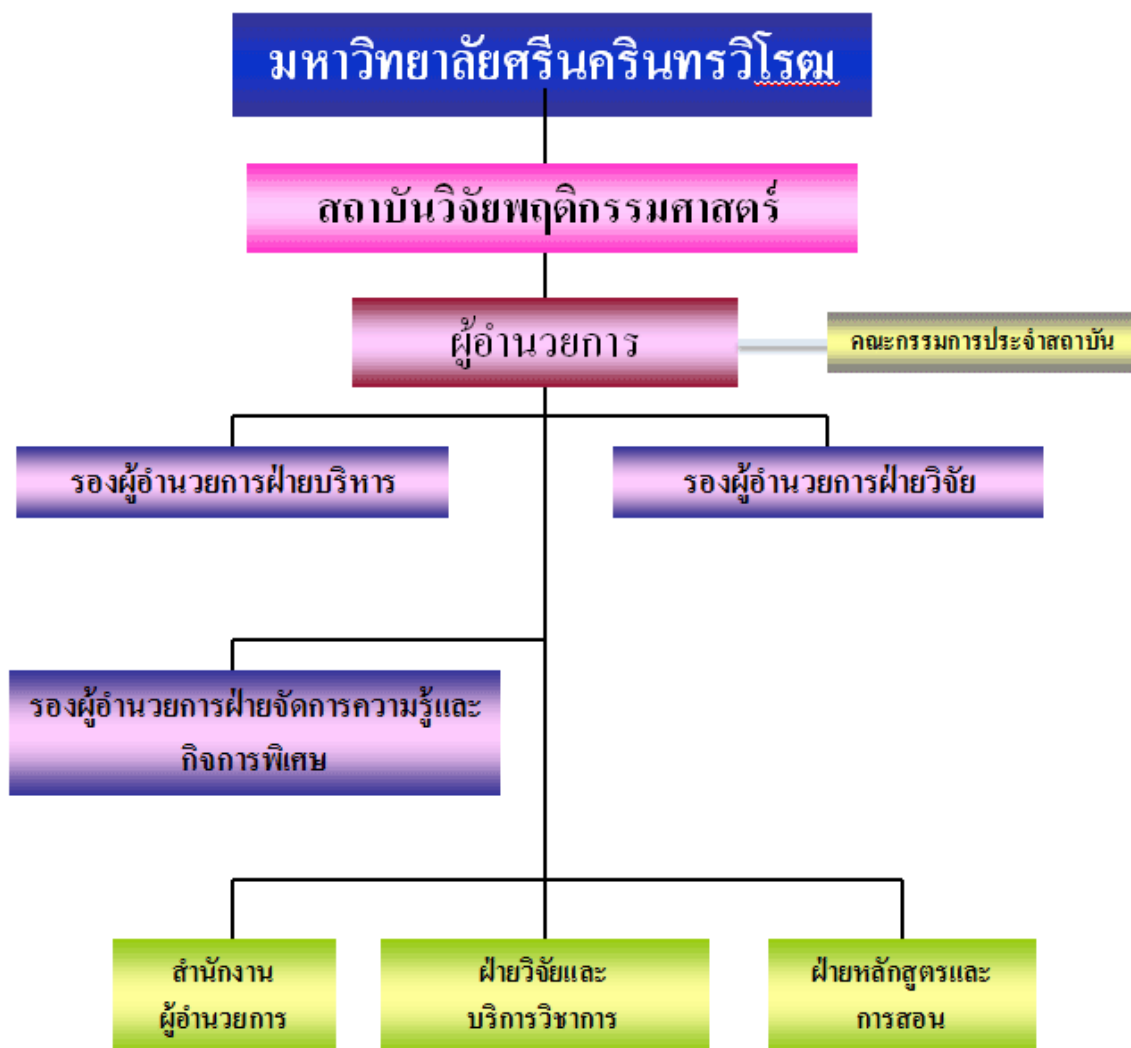 มหาวิทยาลัยศรีนครินทรวิโรฒ
สถาบันวิจัยพฤติกรรมศาสตร์
ผู้อำนวยการ
คณะกรรมการประจำสถาบัน
รองผู้อำนวยการฝ่ายบริหาร
รองผู้อำนวยการฝ่ายวิจัย
รองผู้อำนวยการฝ่ายจัดการความรู้และ
กิจการพิเศษ
สำนักงาน
ผู้อำนวยการ
ฝ่ายวิจัยและ
บริการวิชาการ
ฝ่ายหลักสูตรและ
การสอน